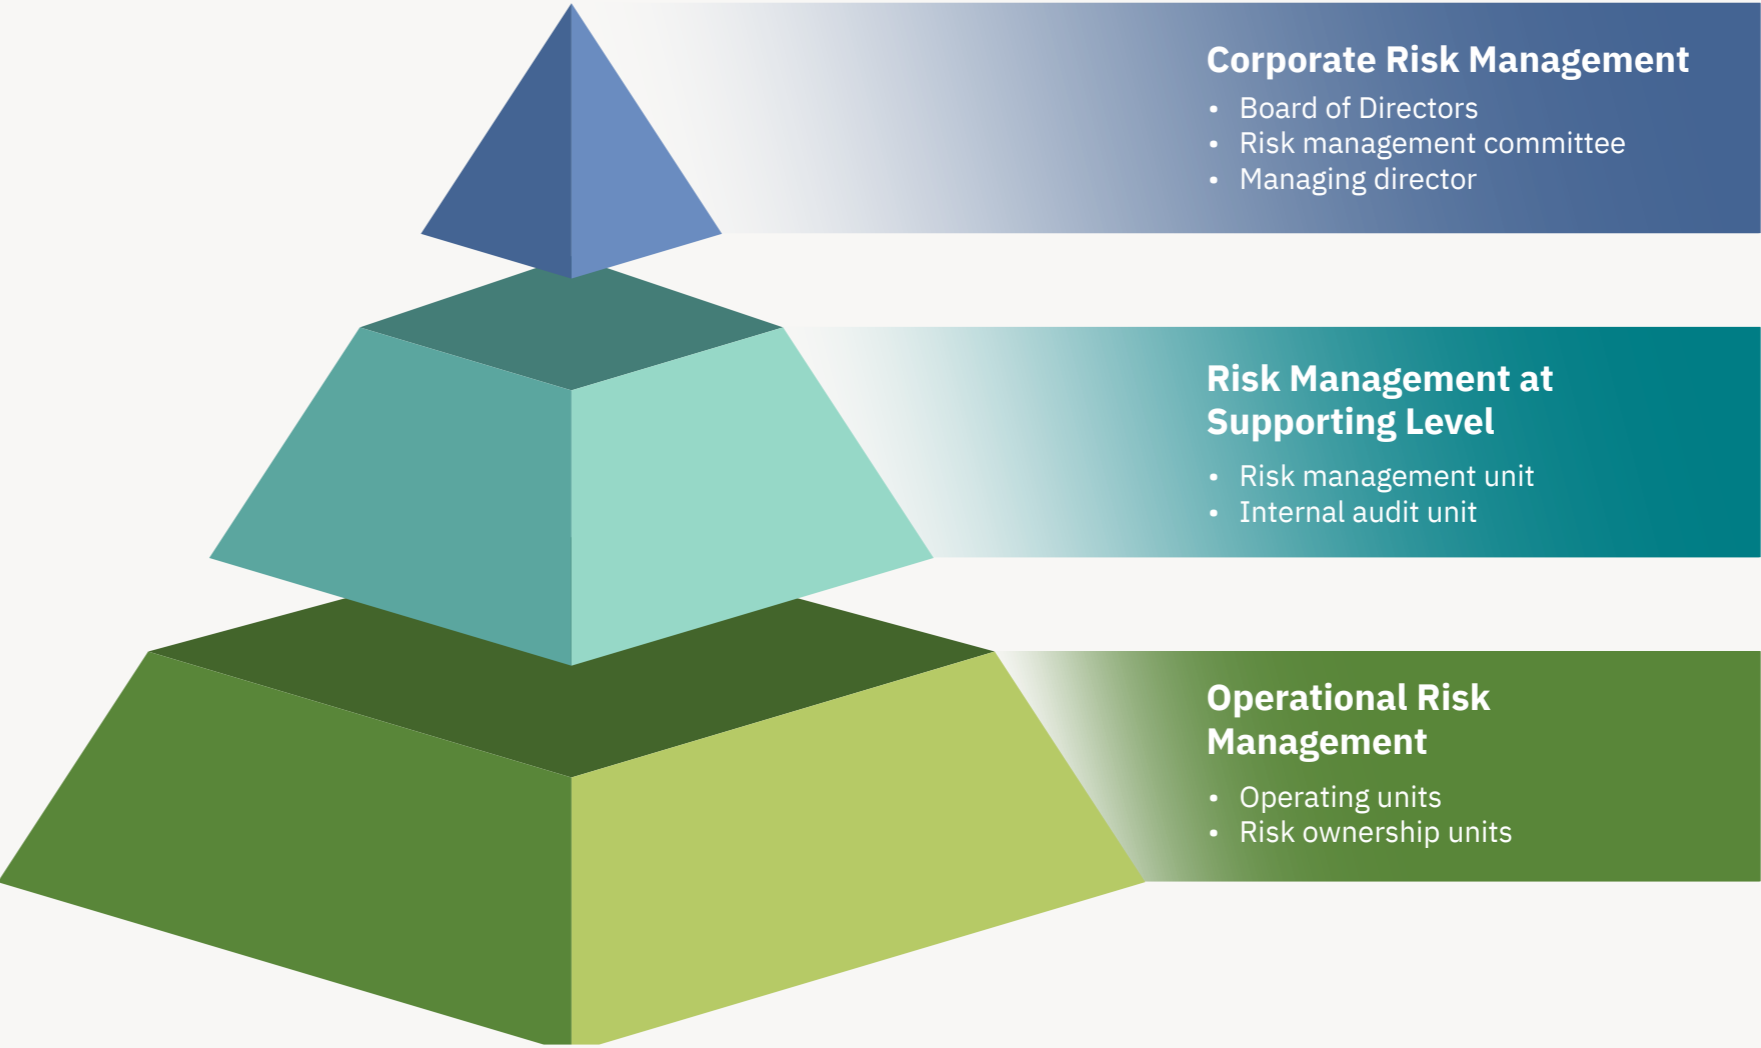 Corporate Risk Management
• Board of Directors
• Risk management committee
• Managing director
Risk Management at
Supporting Level
• Risk management unit
• Internal audit unit
Operational Risk
Management
• Operating units
• Risk ownership units